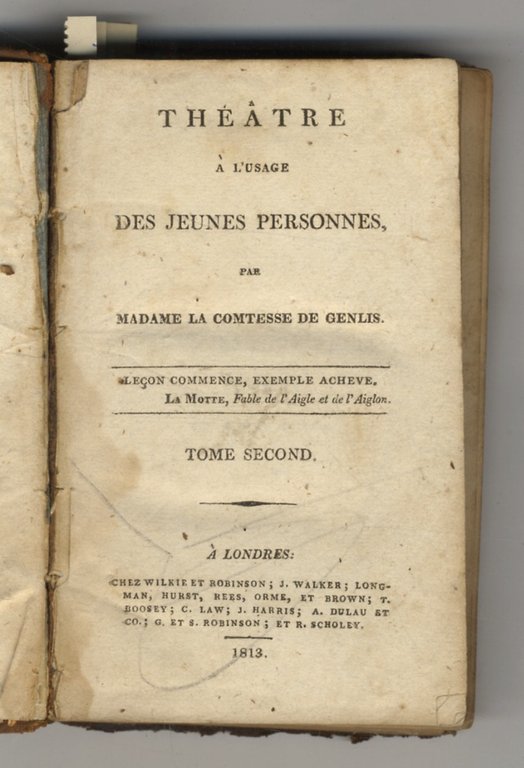 THÉÂTRE
À L'USAGE
DES JEUNES PERSONNES,
PAR
MADAME LA COMTESSE DE GENLIS.
LEÇON COMMENCE, EXEMPLE ACHEVE.
LA MOTTE, Fable de l'Aigle et de l'Aiglon.
TOME SECOND.
À LONDRES:
CHEZ WILKIE ET ROBINSON; J. WALKER; LONG-
MAN, HURST, REES, ORME, ET BROWN; T.
BOOSEY; C. LAW; J. HARRIS; A. DULAU ET
CO.; G. ET S. ROBINSON; ET R. SCHOLEY.
1813.